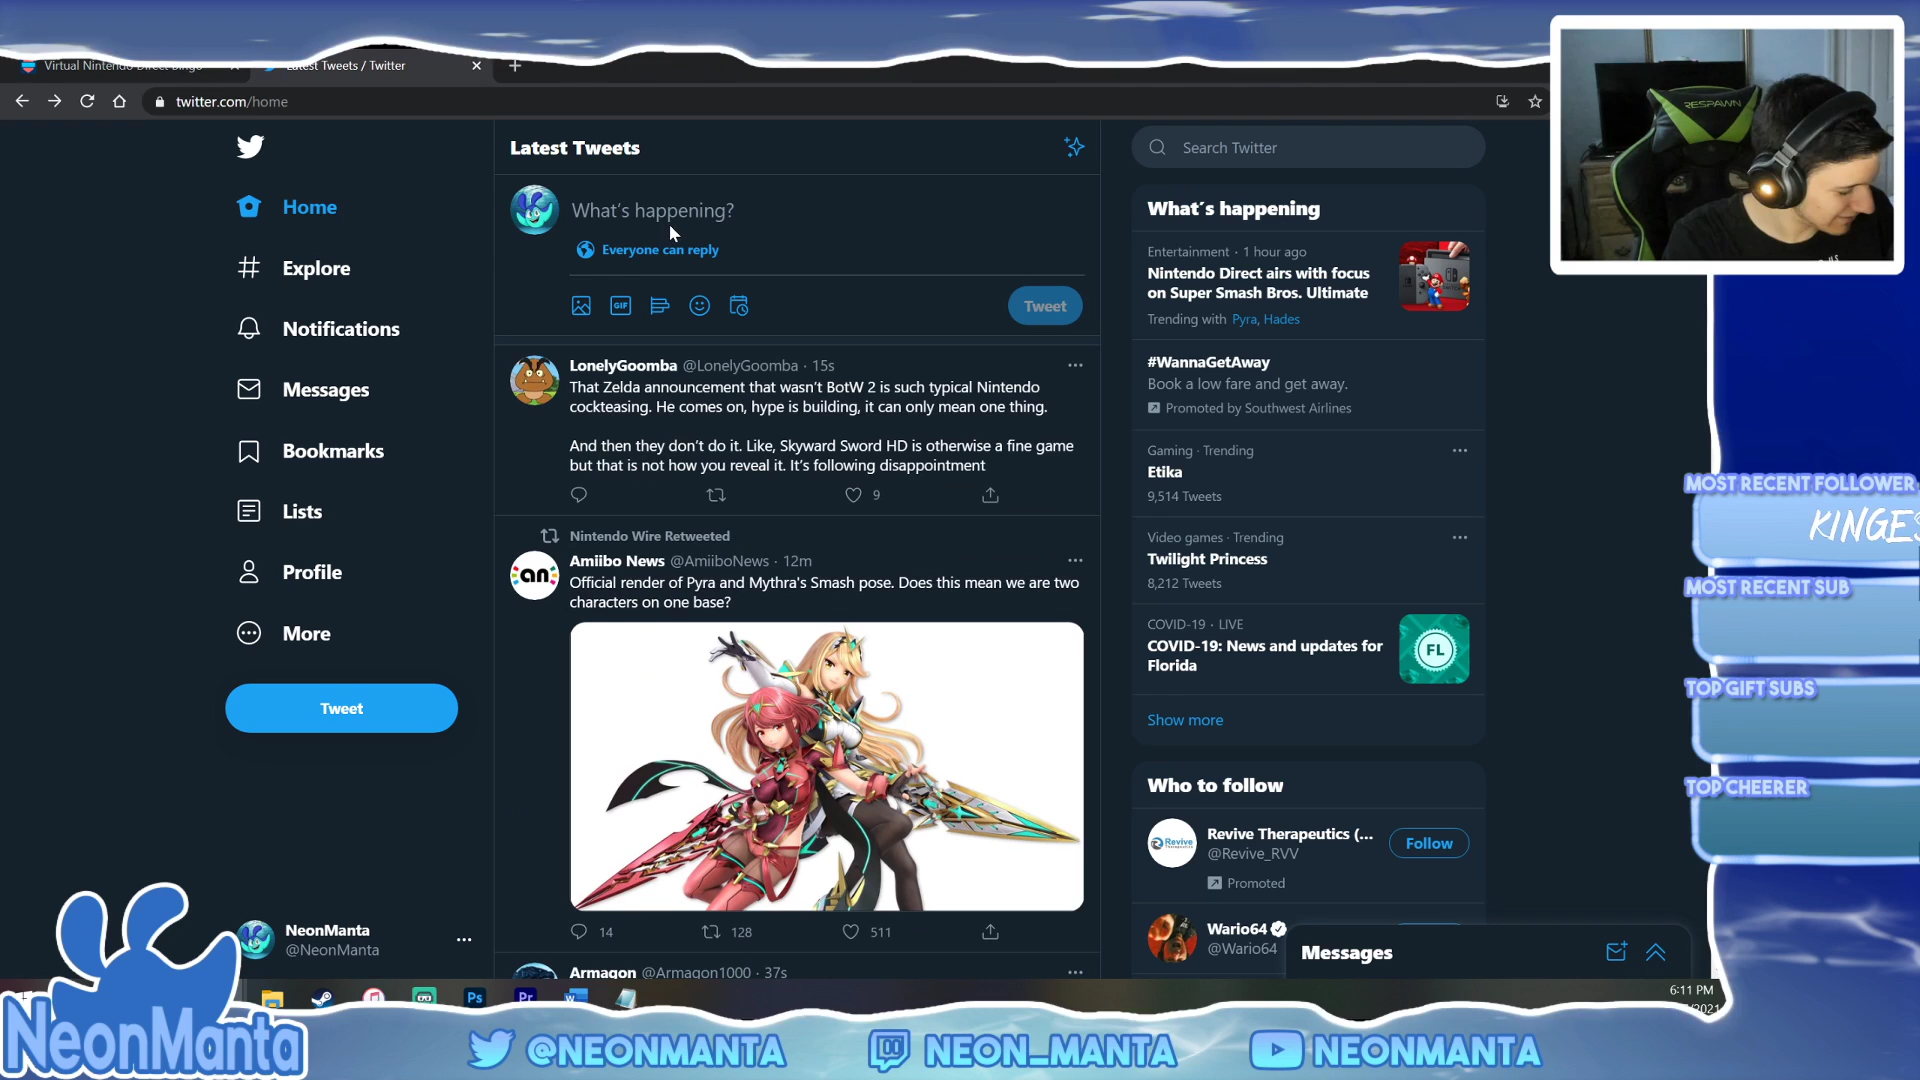 Virtual Nintendo Direct Bingo
Latest Tweets / Twitter
twitter.com/home
RESPAWN
Home
Explore
Notifications
Messages
Bookmarks
Lists
Profile
More
Tweet
NeonManta
@NeonManta
Latest Tweets
What's happening?
Everyone can reply
GIF
Tweet
LonelyGoomba @LonelyGoomba · 15s
That Zelda announcement that wasn't BotW 2 is such typical Nintendo
cockteasing. He comes on, hype is building, it can only mean one thing.
And then they don't do it. Like, Skyward Sword HD is otherwise a fine game
but that is not how you reveal it. It's following disappointment
9
Nintendo Wire Retweeted
an
Amiibo News @AmiiboNews · 12m
Official render of Pyra and Mythra's Smash pose. Does this mean we are two
characters on one base?
14 128 511
Armagon @Armagon1000 · 37s
Search Twitter
What's happening
Entertainment · 1 hour ago
Nintendo Direct airs with focus
on Super Smash Bros. Ultimate
Trending with Pyra, Hades
#WannaGetAway
Book a low fare and get away.
Promoted by Southwest Airlines
Gaming · Trending
Etika
9,514 Tweets
Video games · Trending
Twilight Princess
8,212 Tweets
COVID-19 · LIVE
COVID-19: News and updates for
Florida
FL
Show more
Who to follow
Revive
Revive Therapeutics (...
@Revive_RVV
Follow
Promoted
Wario64
@Wario64
Messages
MOST RECENT FOLLOWER
KINGES
MOST RECENT SUB
TOP GIFT SUBS
TOP CHEERER
Ps
Pr
6:11 PM
2021
NeonManta
@NEONMANTA
NEON_MANTA
NEONMANTA